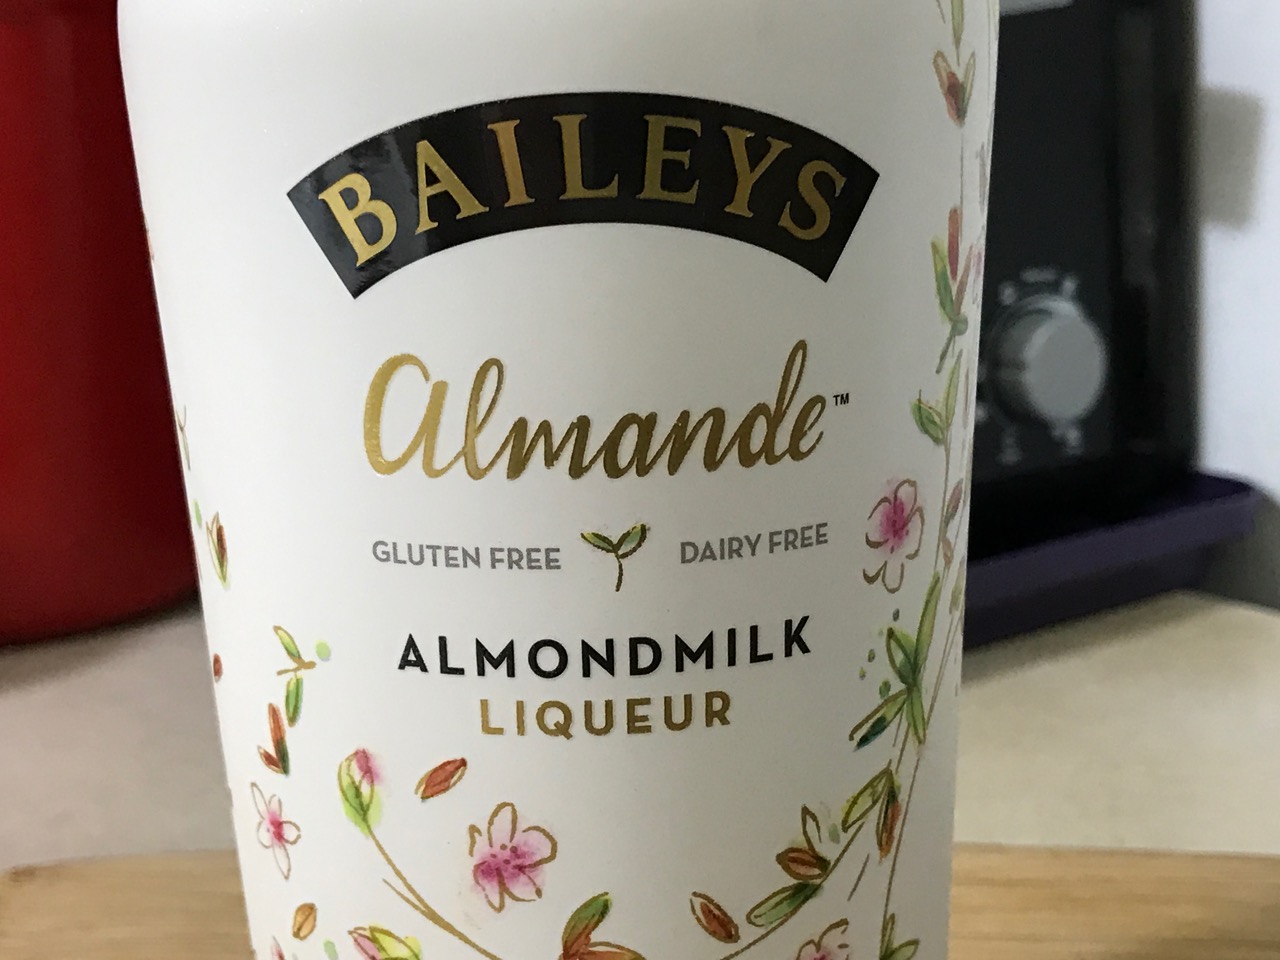 BAILEYS
Almande™
GLUTEN FREE DAIRY FREE
ALMONDMILK
LIQUEUR